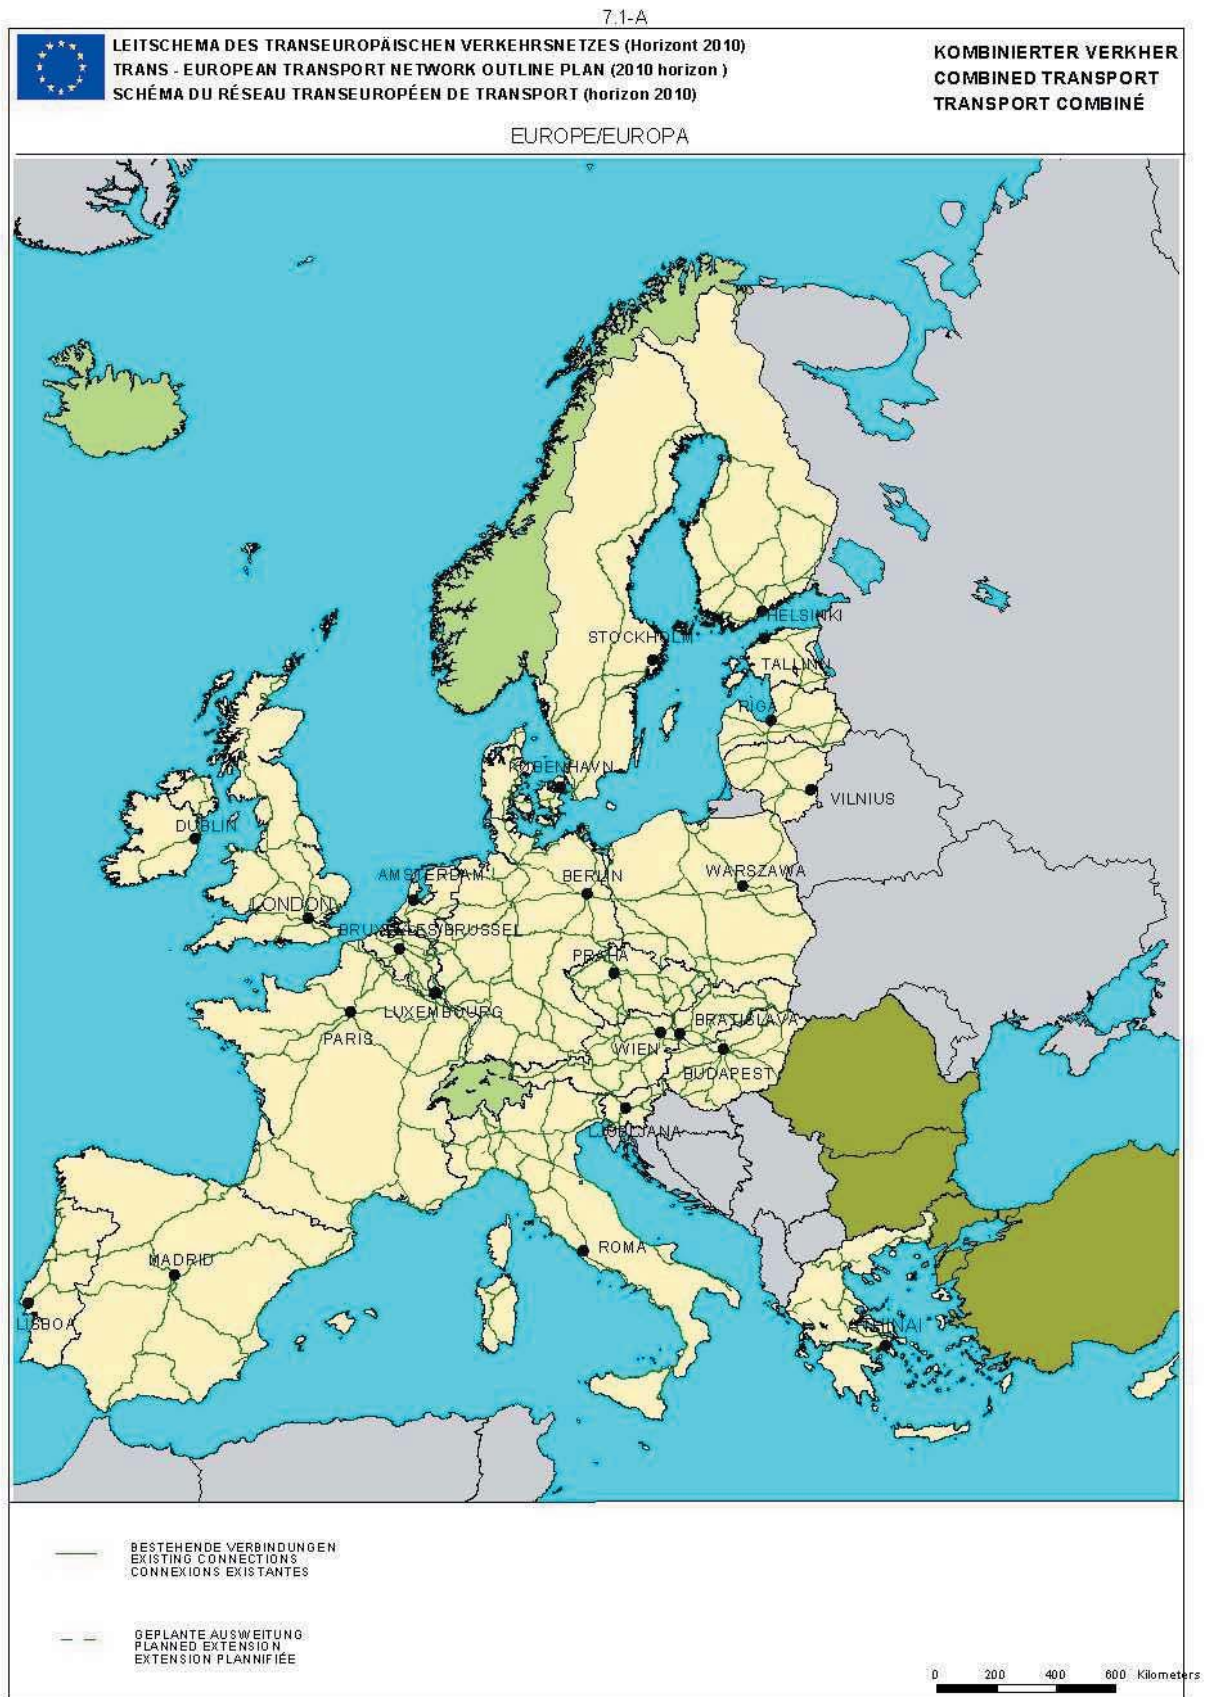 7.1-A
LEITSCHEMA DES TRANSEUROPÄISCHEN VERKEHRSNETZES (Horizont 2010)
TRANS - EUROPEAN TRANSPORT NETWORK OUTLINE PLAN (2010 horizon )
SCHÉMA DU RÉSEAU TRANSEUROPÉEN DE TRANSPORT (horizon 2010)
KOMBINIERTER VERKHER
COMBINED TRANSPORT
TRANSPORT COMBINÉ
EUROPE/EUROPA
HELSINKI
STOCKHOLM
TALLINN
RĪGA
KØBENHAVN
VILNIUS
DUBLIN
AMSTERDAM
BERLIN
WARSZAWA
LONDON
BRUXELLES/BRUSSEL
PRAHA
LUXEMBOURG
BRATISLAVA
PARIS
WIEN
BUDAPEST
LJUBLJANA
ROMA
MADRID
LISBOA
ATHINAI
BESTEHENDE VERBINDUNGEN
EXISTING CONNECTIONS
CONNEXIONS EXISTANTES
GEPLANTE AUSWEITUNG
PLANNED EXTENSION
EXTENSION PLANNIFIÉE
0 200 400 600 Kilometers